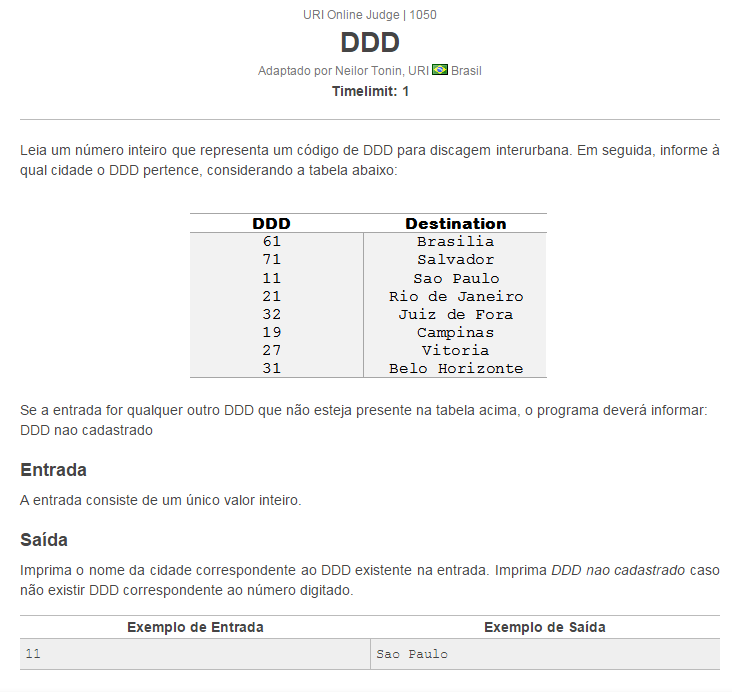 URI Online Judge | 1050
DDD
Adaptado por Neilor Tonin, URI Brasil
Timelimit: 1
Leia um número inteiro que representa um código de DDD para discagem interurbana. Em seguida, informe à
qual cidade o DDD pertence, considerando a tabela abaixo:
DDD Destination
61 Brasilia
71 Salvador
11 Sao Paulo
21 Rio de Janeiro
32 Juiz de Fora
19 Campinas
27 Vitoria
31 Belo Horizonte
Se a entrada for qualquer outro DDD que não esteja presente na tabela acima, o programa deverá informar:
DDD nao cadastrado
Entrada
A entrada consiste de um único valor inteiro.
Saída
Imprima o nome da cidade correspondente ao DDD existente na entrada. Imprima DDD nao cadastrado caso
não existir DDD correspondente ao número digitado.
Exemplo de Entrada Exemplo de Saída
11 Sao Paulo